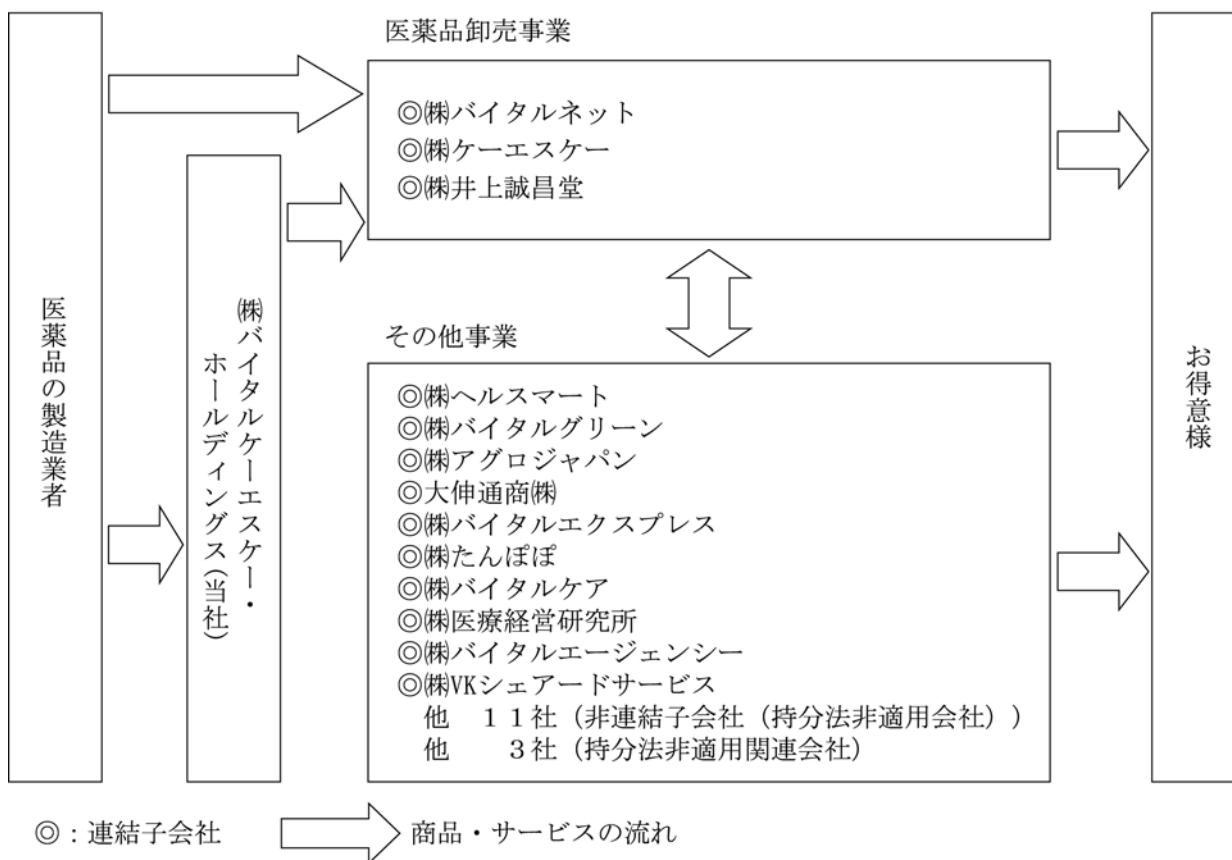 医薬品の製造業者
㈱バイタルケーエスケー・
ホールディングス(当社)
医薬品卸売事業
◎㈱バイタルネット
◎㈱ケーエスケー
◎㈱井上誠昌堂
その他事業
◎㈱ヘルスマート
◎㈱バイタルグリーン
◎㈱アグロジャパン
◎大伸通商㈱
◎㈱バイタルエクスプレス
◎㈱たんぽぽ
◎㈱バイタルケア
◎㈱医療経営研究所
◎㈱バイタルエージェンシー
◎㈱VKシェアードサービス
他 11社(非連結子会社(持分法非適用会社))
他 3社(持分法非適用関連会社)
お得意様
◎:連結子会社 商品・サービスの流れ